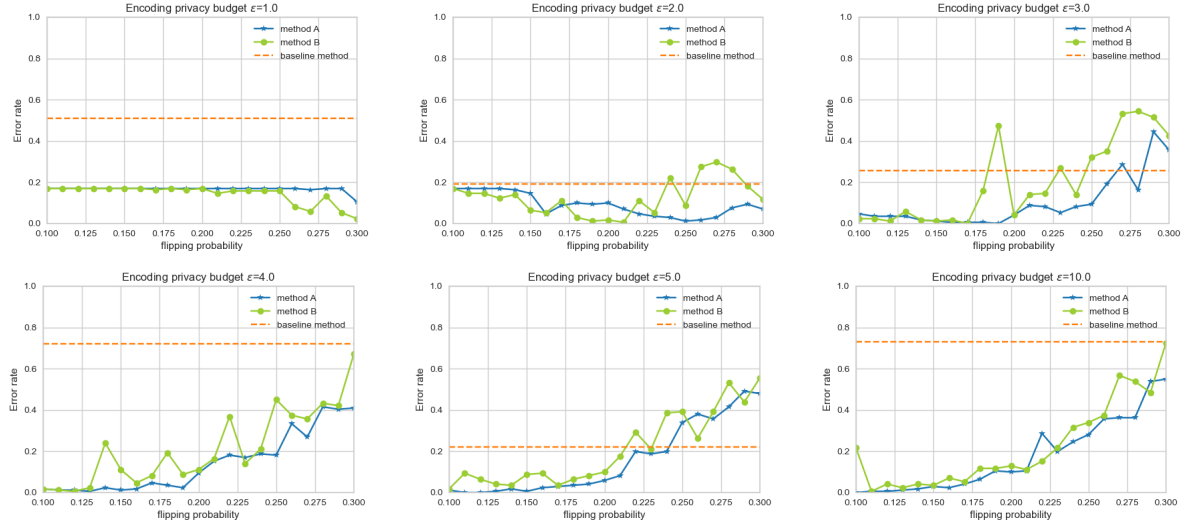 Encoding privacy budget ε=1.0
Error rate
1.0
0.8
0.6
0.4
0.2
0.0
method A
method B
baseline method
0.100 0.125 0.150 0.175 0.200 0.225 0.250 0.275 0.300
flipping probability
Encoding privacy budget ε=2.0
Error rate
1.0
0.8
0.6
0.4
0.2
0.0
method A
method B
baseline method
0.100 0.125 0.150 0.175 0.200 0.225 0.250 0.275 0.300
flipping probability
Encoding privacy budget ε=3.0
Error rate
1.0
0.8
0.6
0.4
0.2
0.0
method A
method B
baseline method
0.100 0.125 0.150 0.175 0.200 0.225 0.250 0.275 0.300
flipping probability
Encoding privacy budget ε=4.0
Error rate
1.0
0.8
0.6
0.4
0.2
0.0
method A
method B
baseline method
0.100 0.125 0.150 0.175 0.200 0.225 0.250 0.275 0.300
flipping probability
Encoding privacy budget ε=5.0
Error rate
1.0
0.8
0.6
0.4
0.2
0.0
method A
method B
baseline method
0.100 0.125 0.150 0.175 0.200 0.225 0.250 0.275 0.300
flipping probability
Encoding privacy budget ε=10.0
Error rate
1.0
0.8
0.6
0.4
0.2
0.0
method A
method B
baseline method
0.100 0.125 0.150 0.175 0.200 0.225 0.250 0.275 0.300
flipping probability